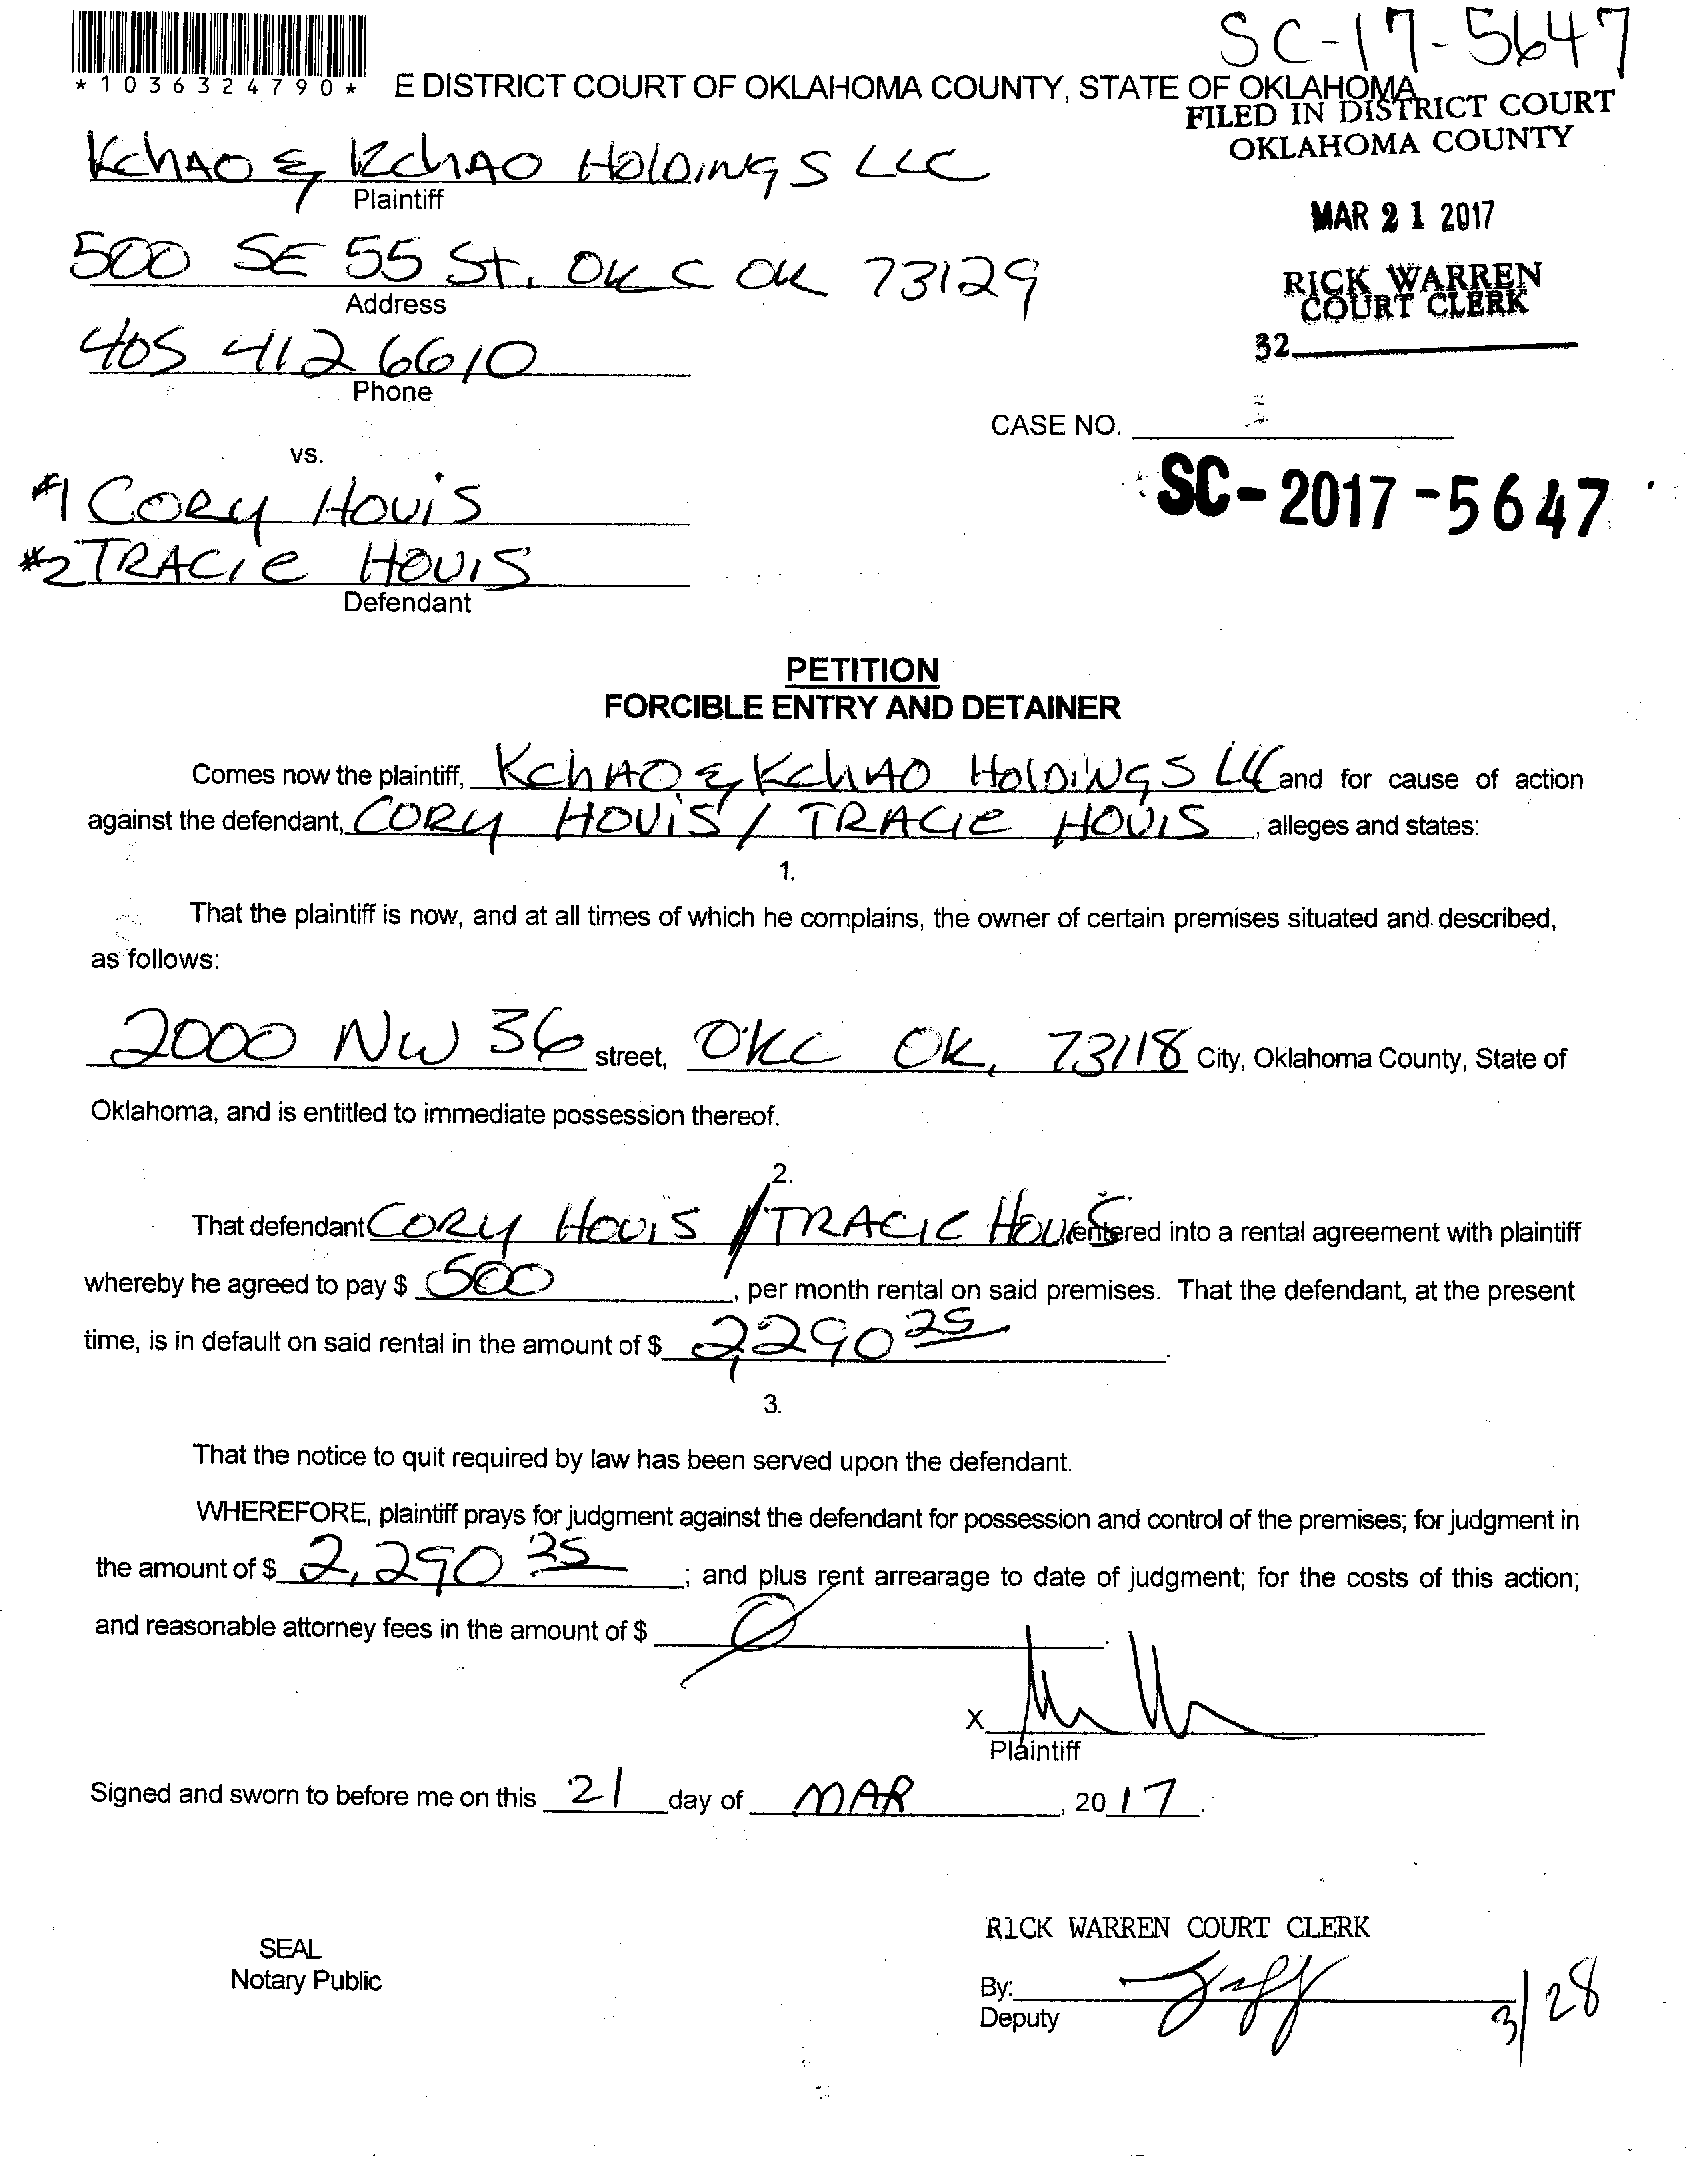 SC-17-5647
*1036324790*
E DISTRICT COURT OF OKLAHOMA COUNTY, STATE OF OKLAHOMA
FILED IN DISTRICT COURT
OKLAHOMA COUNTY
KchAO & KchAO HolDiNGS LLC
Plaintiff
MAR 21 2017
500 SE 55 St. OKC OK 73129
Address
RICK WARREN
COURT CLERK
405 412 6610
Phone
32
CASE NO.
vs.
#1 CORY HOVIS
SC-2017-5647
#2 TRACIE HOVIS
Defendant
PETITION
FORCIBLE ENTRY AND DETAINER
Comes now the plaintiff, KchAO & KchAO HolDiNGS LLC and for cause of action
against the defendant, CORY HOVIS / TRACIE HOVIS, alleges and states:
1.
That the plaintiff is now, and at all times of which he complains, the owner of certain premises situated and described,
as follows:
2000 NW 36 street, OKC OK, 73118 City, Oklahoma County, State of
Oklahoma, and is entitled to immediate possession thereof.
2.
That defendant CORY HOVIS / TRACIE HOVIS entered into a rental agreement with plaintiff
whereby he agreed to pay $ 500, per month rental on said premises. That the defendant, at the present
time, is in default on said rental in the amount of $ 2,290 25.
3.
That the notice to quit required by law has been served upon the defendant.
WHEREFORE, plaintiff prays for judgment against the defendant for possession and control of the premises; for judgment in
the amount of $ 2,290 25; and plus rent arrearage to date of judgment; for the costs of this action;
and reasonable attorney fees in the amount of $ 0.
X
Plaintiff
Signed and sworn to before me on this 21 day of MAR, 20 17.
RICK WARREN COURT CLERK
SEAL
Notary Public
By:
Deputy
3/28